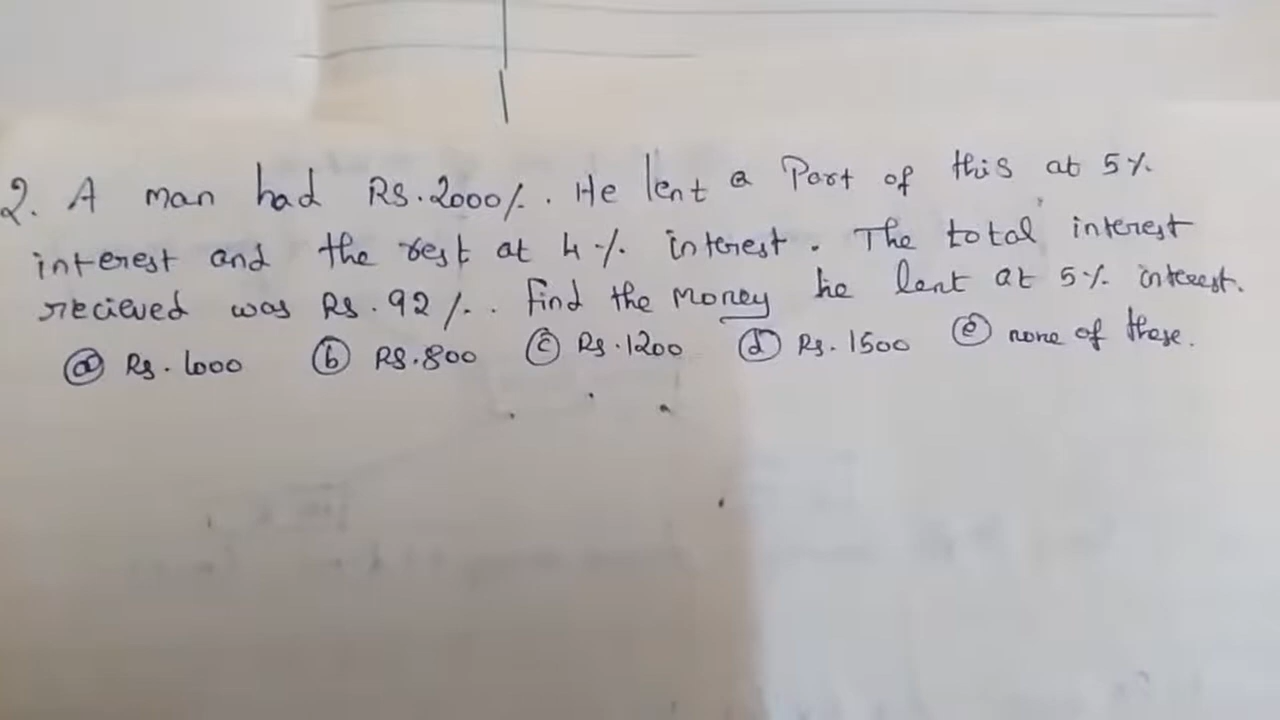 2. A man had Rs.2000/. . He lent a Part of this at 5%
interest and the rest at 4% interest. The total interest
recieved was Rs.92/. . find the money he lent at 5% interest.
(a) Rs.1000 (b) Rs.800 (c) Rs.1200 (d) Rs.1500 (e) none of these.